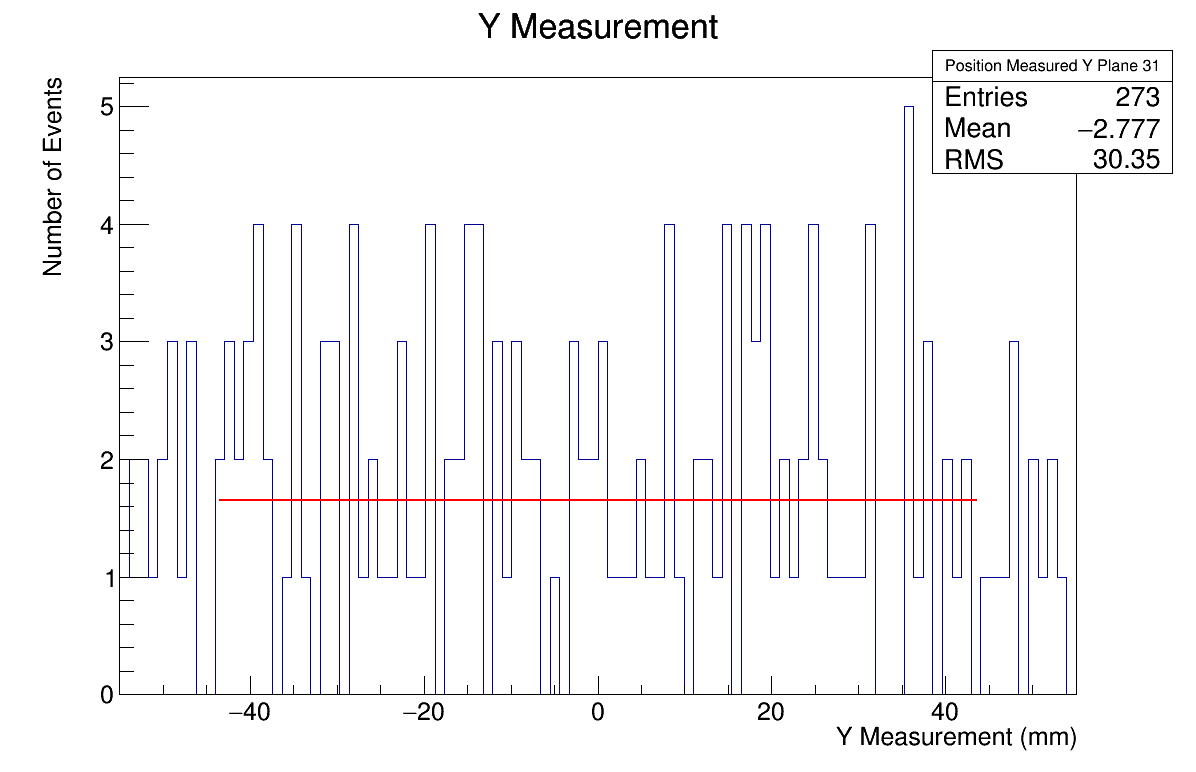 Y Measurement
Position Measured Y Plane 31
Entries 273
Mean −2.777
RMS 30.35
Number of Events
5
4
3
2
1
0
−40 −20 0 20 40
Y Measurement (mm)